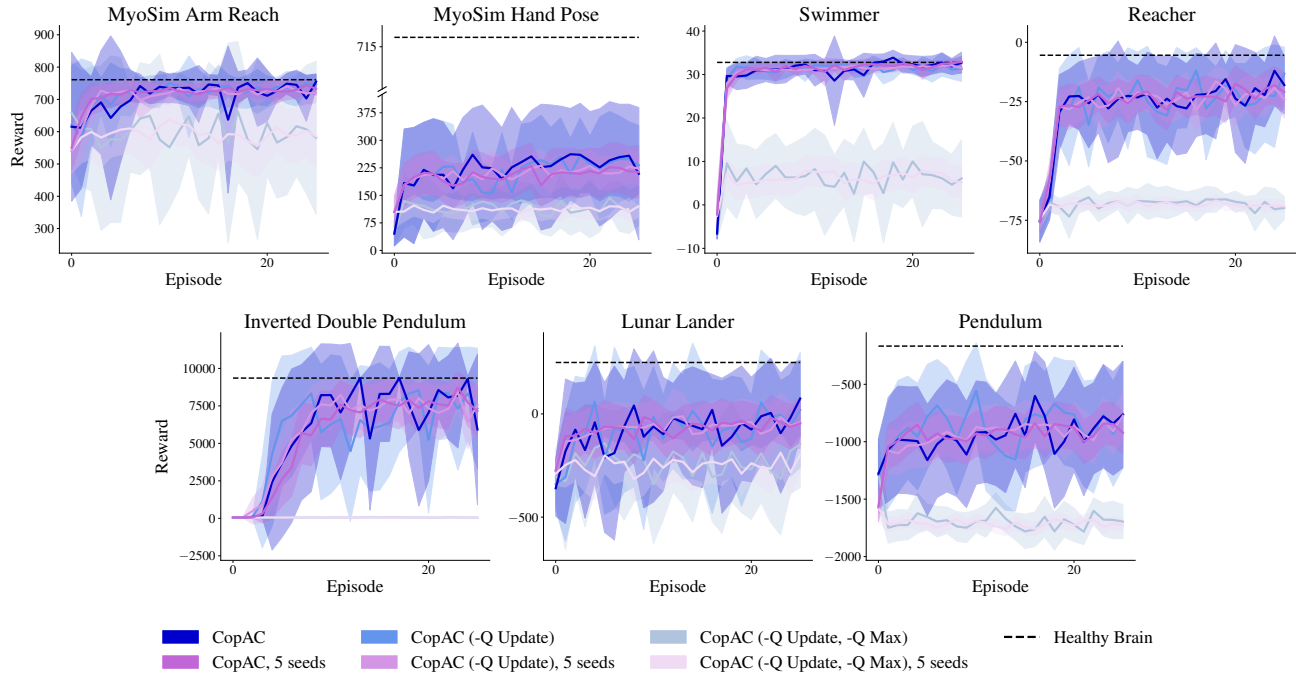 MyoSim Arm Reach
MyoSim Hand Pose
Swimmer
Reacher
900
800
700
600
500
400
300
715
300
225
150
75
0
40
30
20
10
0
−10
0
−25
−50
−75
Reward
0
20
0
20
0
20
0
20
Episode
Episode
Episode
Episode
Inverted Double Pendulum
Lunar Lander
Pendulum
10000
7500
5000
2500
0
−2500
0
−500
−500
−1000
−1500
−2000
Reward
0
20
0
20
0
20
Episode
Episode
Episode
CopAC
CopAC (-Q Update)
CopAC (-Q Update, -Q Max)
Healthy Brain
CopAC, 5 seeds
CopAC (-Q Update), 5 seeds
CopAC (-Q Update, -Q Max), 5 seeds